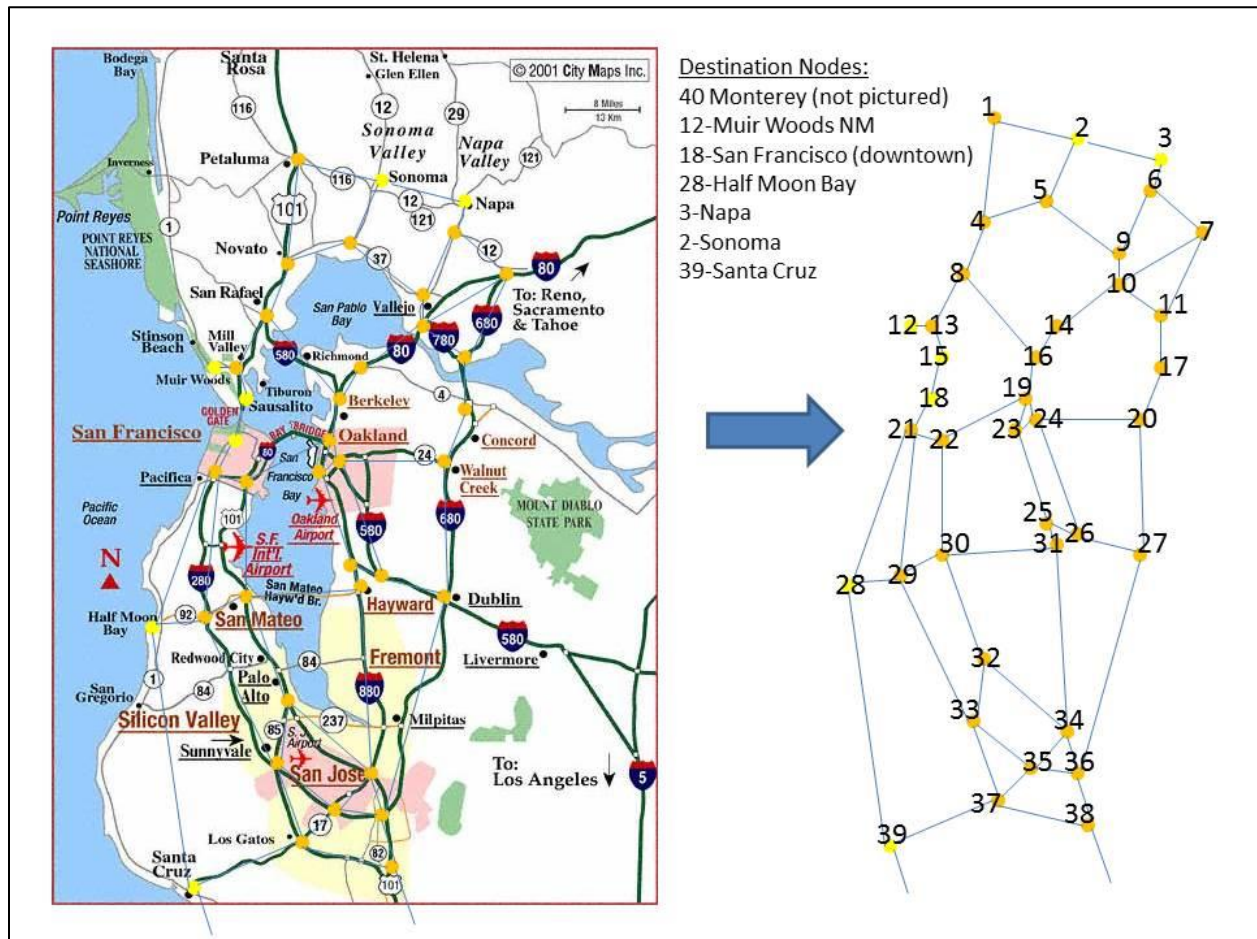 Bodega
Bay
Santa
Rosa
St. Helena
Glen Ellen
© 2001 City Maps Inc.
116
12
29
8 Miles
13 Km
Sonoma
Valley
Napa
Valley
121
Inverness
Petaluma
116
Sonoma
12
121
Napa
Point Reyes
101
POINT REYES
NATIONAL
SEASHORE
1
Novato
37
12
80
San Rafael
San Pablo
Bay
Vallejo
To: Reno,
Sacramento
& Tahoe
Stinson
Beach
Mill
Valley
580
Richmond
80
780
680
Muir Woods
Tiburon
Sausalito
4
Berkeley
GOLDEN
GATE
San Francisco
BAY BRIDGE
80
Oakland
Concord
San
Francisco
Bay
24
Walnut
Creek
Pacifica
Pacific
Ocean
101
Oakland
Airport
580
680
MOUNT DIABLO
STATE PARK
N
S.F.
Int'l.
Airport
280
San Mateo
Hayw'd Br.
Hayward
Dublin
Half Moon
Bay
92
San Mateo
580
Livermore
Redwood City
84
Fremont
1
San
Gregorio
84
Palo
Alto
880
Silicon Valley
237
Milpitas
85
S. J.
Airport
Sunnyvale
San Jose
To:
Los Angeles
5
Los Gatos
17
82
Santa
Cruz
101
Destination Nodes:
40 Monterey (not pictured)
12-Muir Woods NM
18-San Francisco (downtown)
28-Half Moon Bay
3-Napa
2-Sonoma
39-Santa Cruz
1
2
3
4
5
6
7
8
9
10
11
12
13
14
15
16
17
18
19
20
21
22
23
24
25
26
27
28
29
30
31
32
33
34
35
36
37
38
39